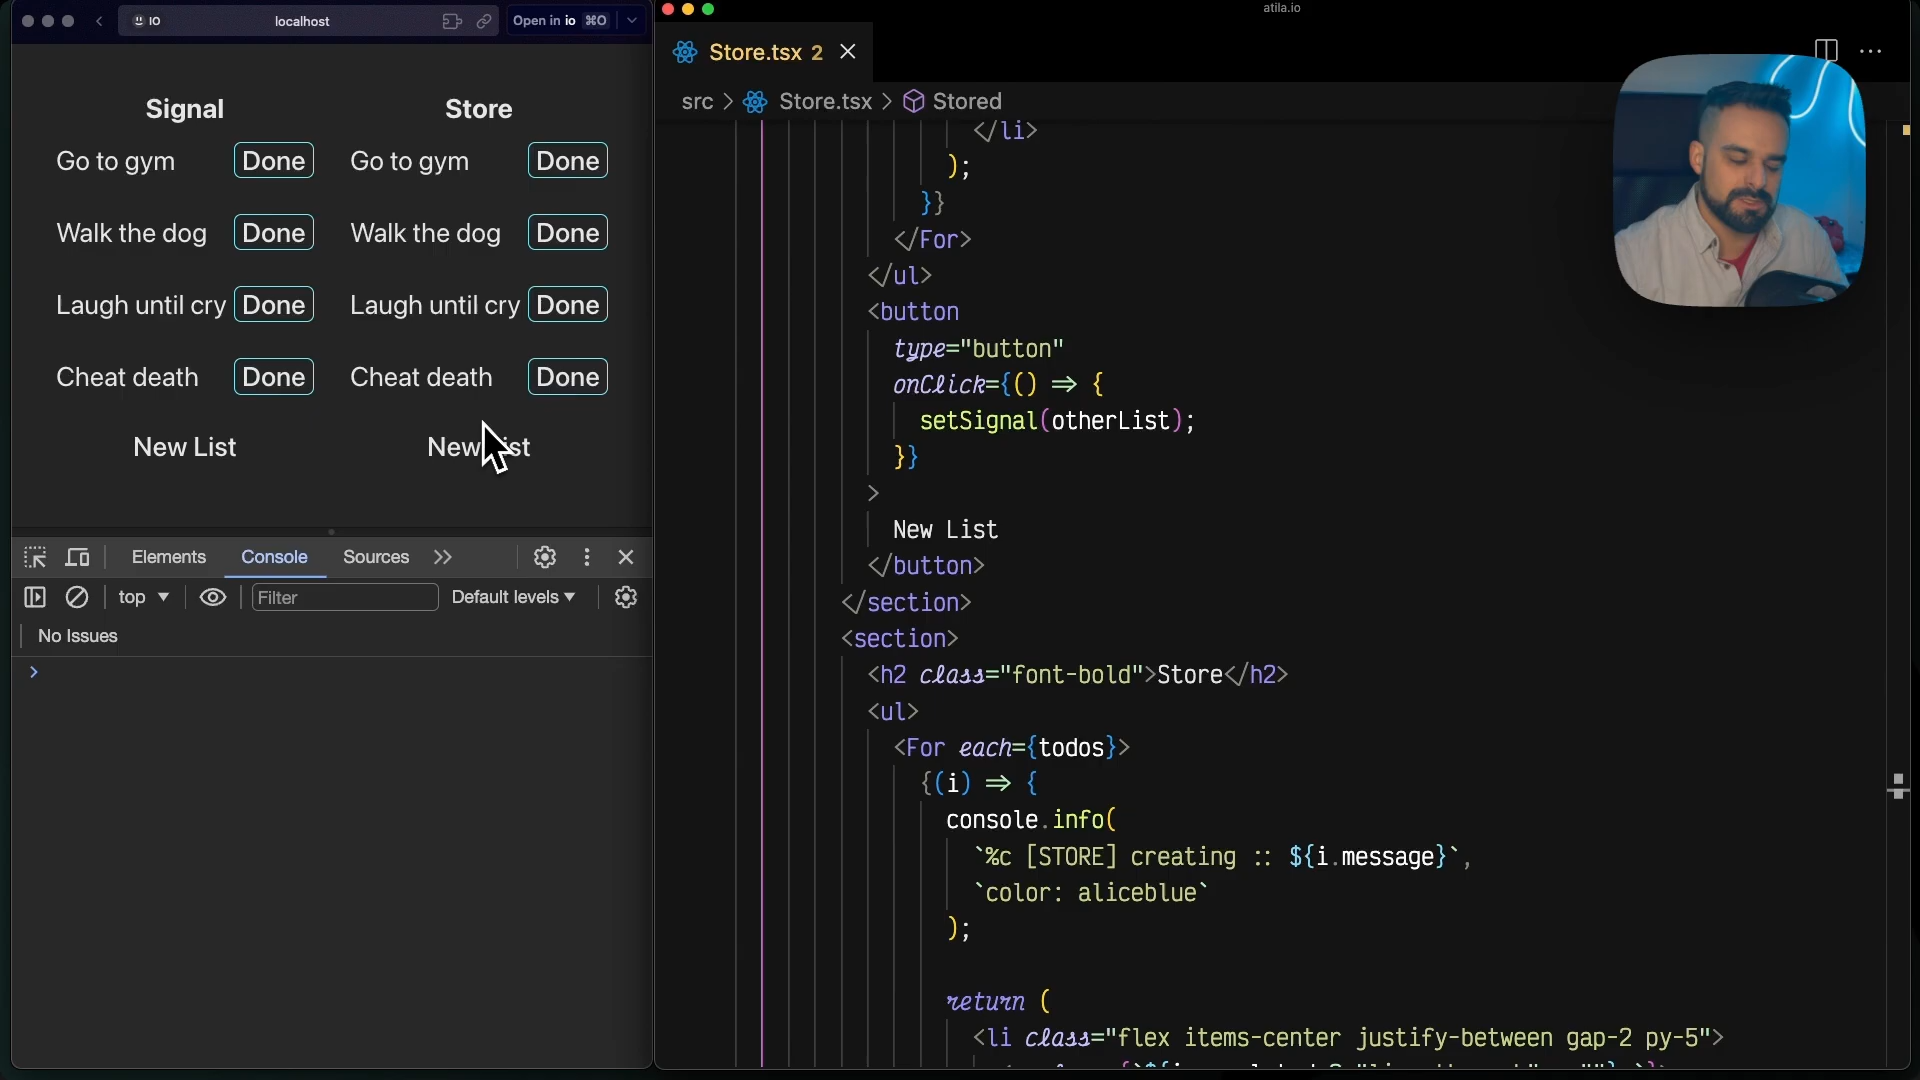 IO
localhost
Open in io ⌘O
Signal
Store
Go to gym
Done
Go to gym
Done
Walk the dog
Done
Walk the dog
Done
Laugh until cry
Done
Laugh until cry
Done
Cheat death
Done
Cheat death
Done
New List
New List
Elements
Console
Sources
top
Filter
Default levels
No Issues
atila.io
Store.tsx 2
src > Store.tsx > Stored
</li>
);
}}
</For>
</ul>
<button
type="button"
onClick={() => {
setSignal(otherList);
}}
>
New List
</button>
</section>
<section>
<h2 class="font-bold">Store</h2>
<ul>
<For each={todos}>
{(i) => {
console.info(
`%c [STORE] creating :: ${i.message}`,
`color: aliceblue`
);
return (
<li class="flex items-center justify-between gap-2 py-5">